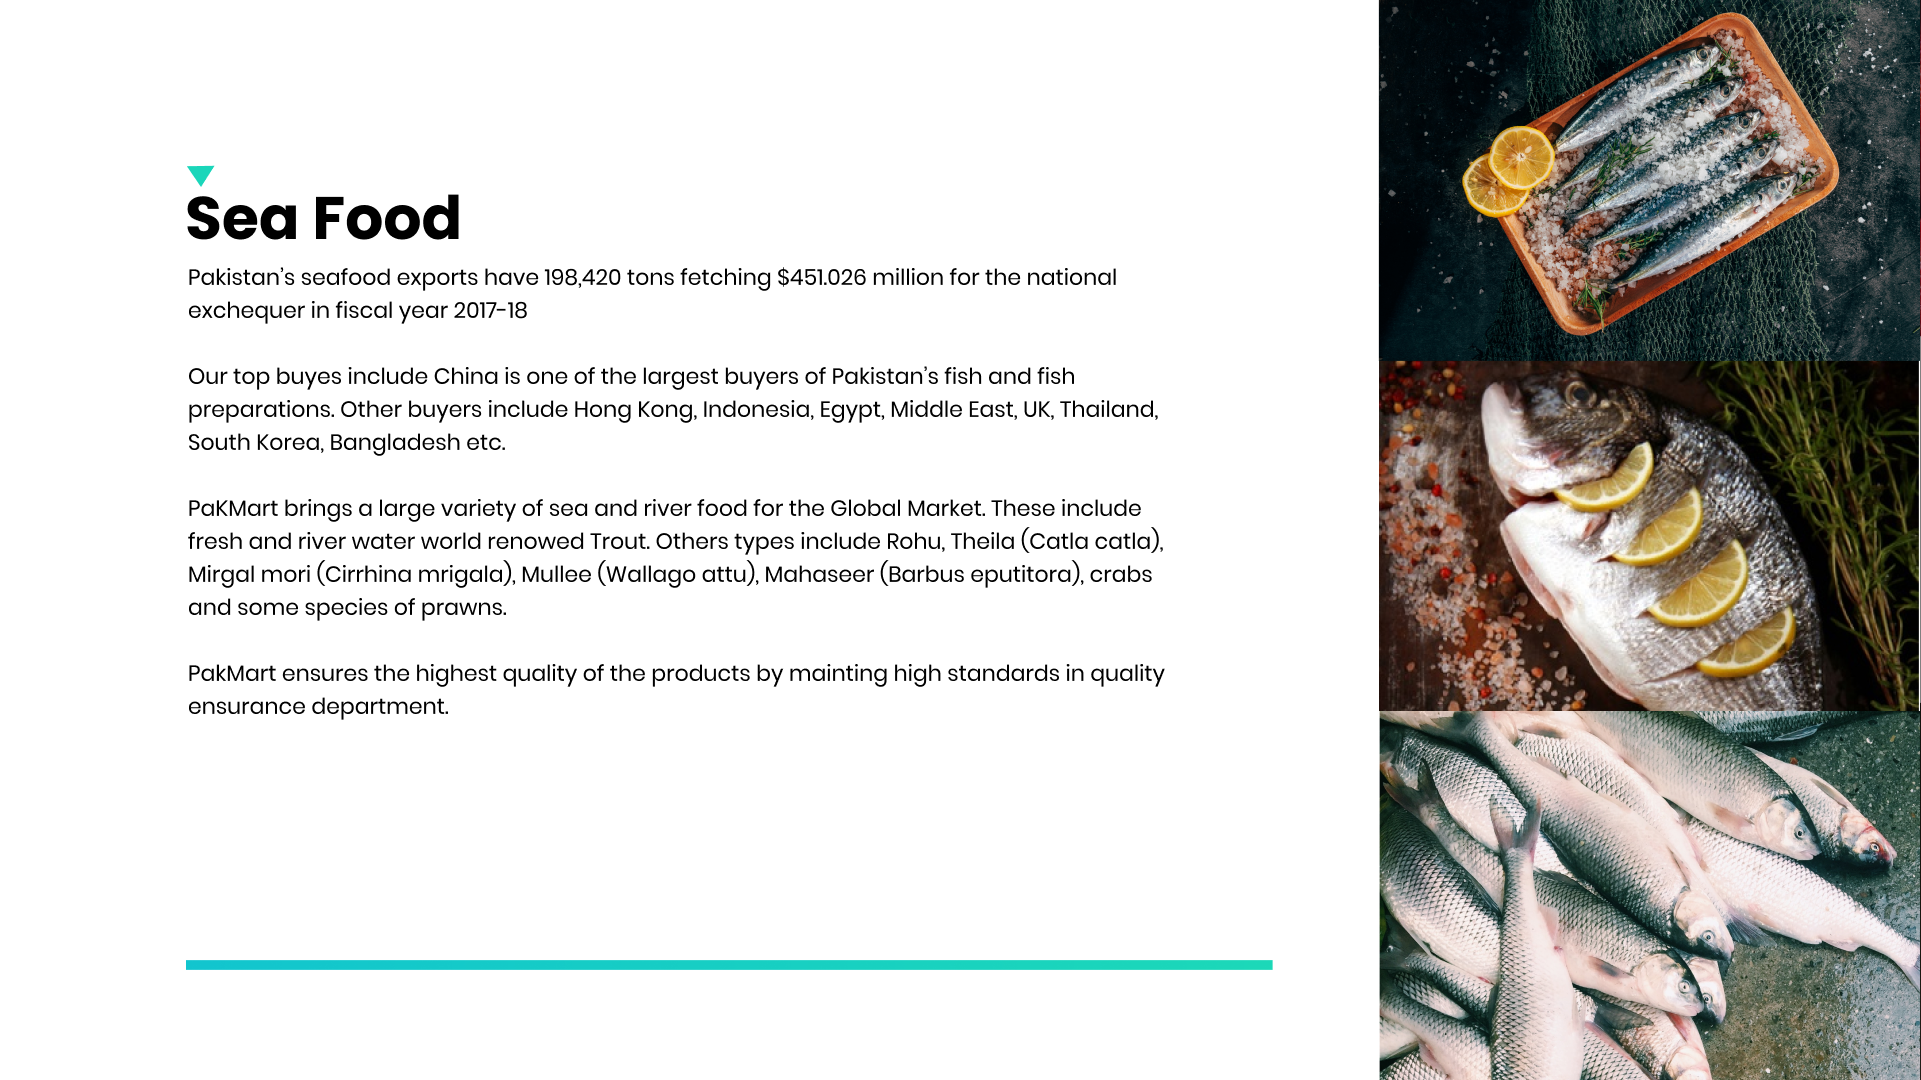 Sea Food
Pakistan's seafood exports have 198,420 tons fetching $451.026 million for the national
exchequer in fiscal year 2017-18
Our top buyes include China is one of the largest buyers of Pakistan's fish and fish
preparations. Other buyers include Hong Kong, Indonesia, Egypt, Middle East, UK, Thailand,
South Korea, Bangladesh etc.
PaKMart brings a large variety of sea and river food for the Global Market. These include
fresh and river water world renowed Trout. Others types include Rohu, Theila (Catla catla),
Mirgal mori (Cirrhina mrigala), Mullee (Wallago attu), Mahaseer (Barbus eputitora), crabs
and some species of prawns.
PakMart ensures the highest quality of the products by mainting high standards in quality
ensurance department.